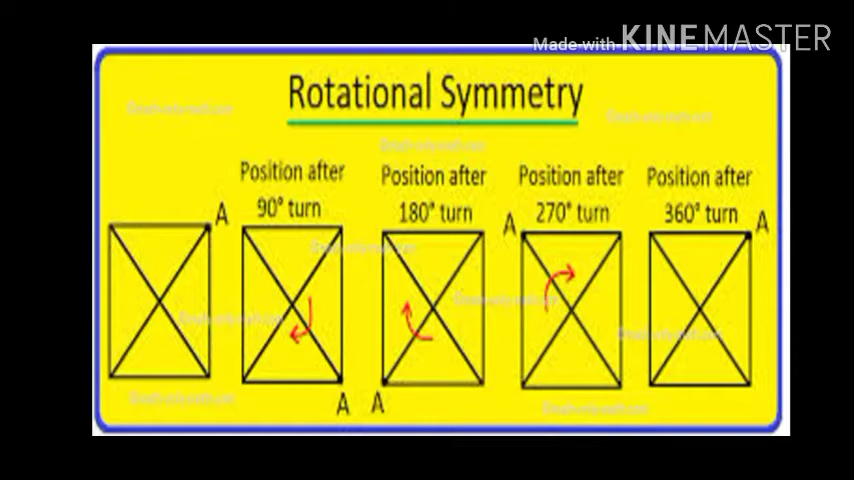 Made with KINEMASTER
Rotational Symmetry
Position after
90° turn
Position after
180° turn
Position after
270° turn
Position after
360° turn
A
A
A
A
A